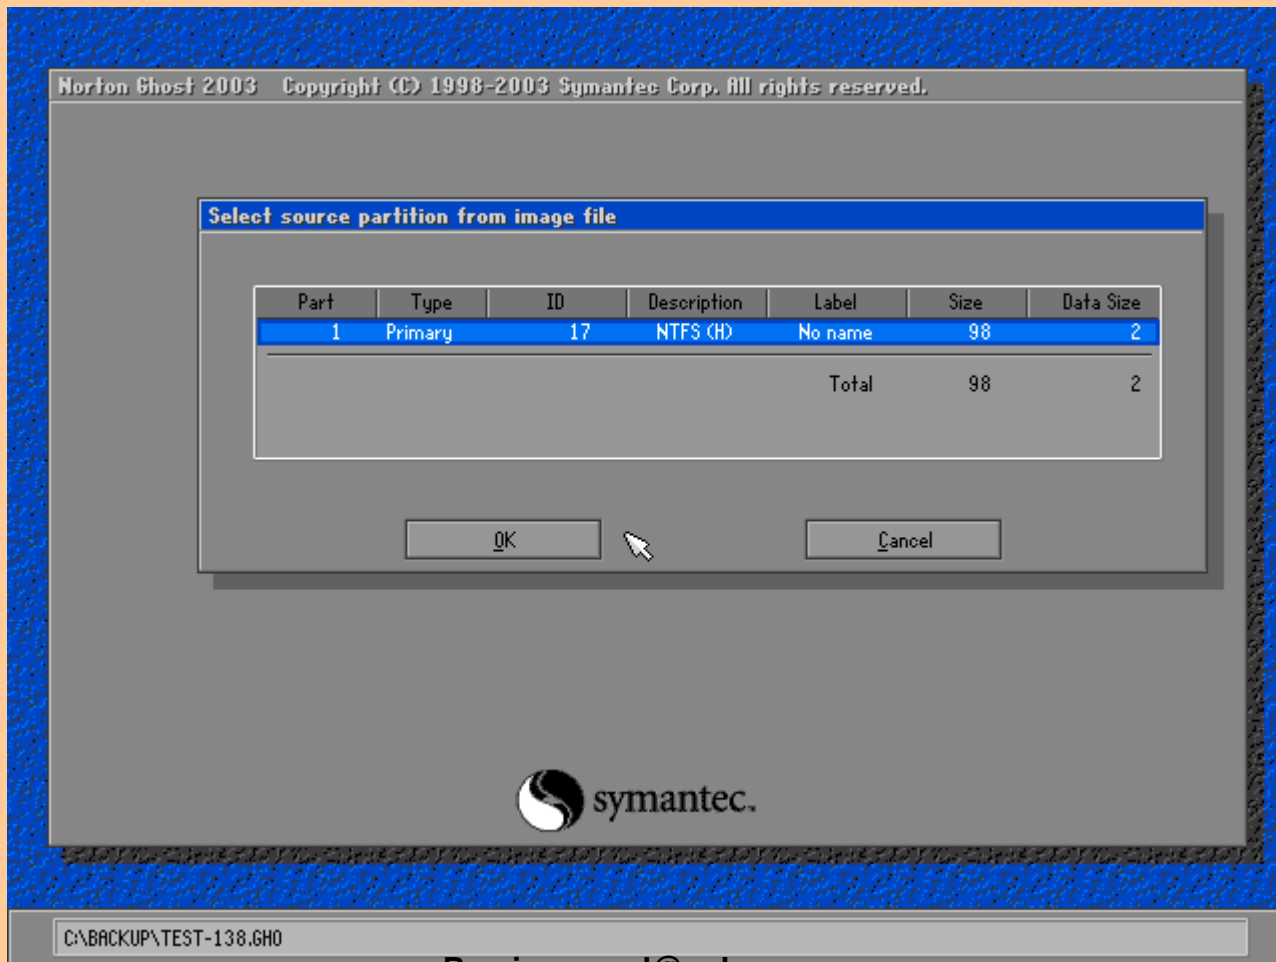 Norton Ghost 2003 Copyright (C) 1998-2003 Symantec Corp. All rights reserved.
Select source partition from image file
Part Type ID Description Label Size Data Size
1 Primary 17 NTFS (H) No name 98 2
Total 98 2
OK Cancel
symantec.
C:\BACKUP\TEST-138.GHO